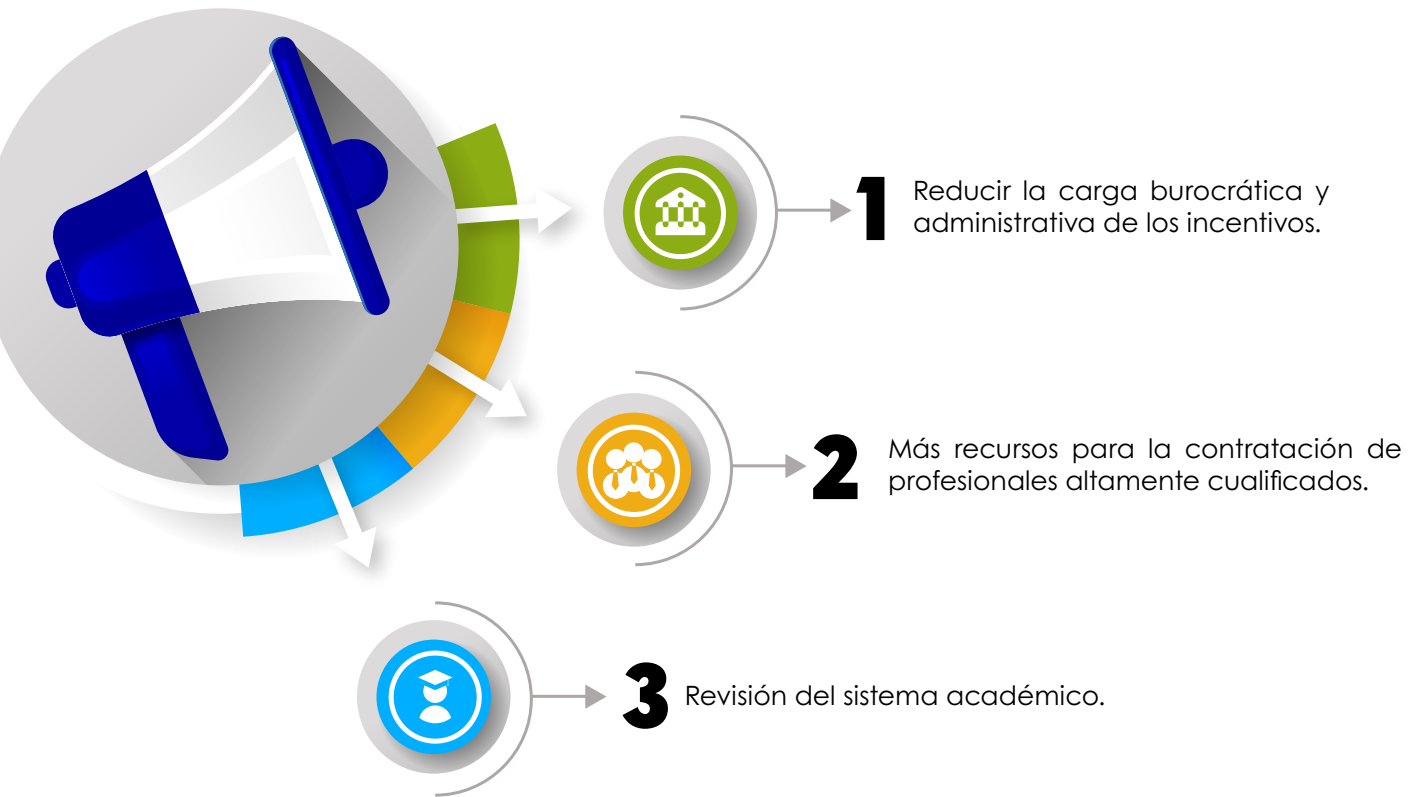 1
Reducir la carga burocrática y
administrativa de los incentivos.
2
Más recursos para la contratación de
profesionales altamente cualificados.
3
Revisión del sistema académico.